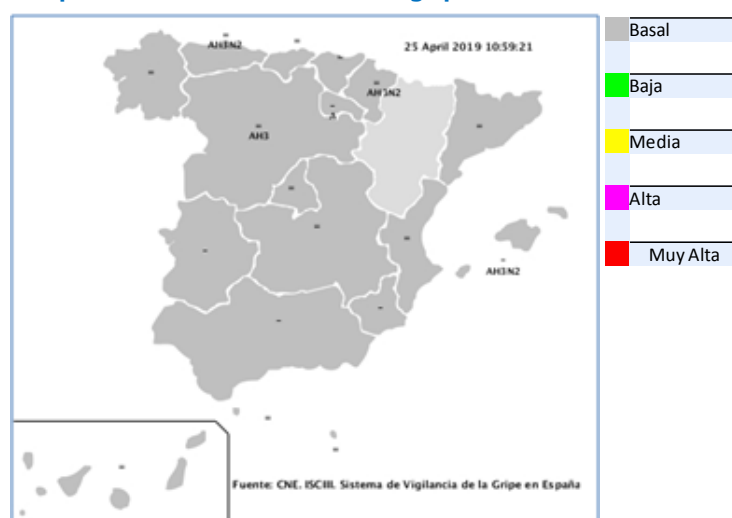 25 April 2019 10:59:21
AH3N2
AH3N2
A
AH3
AH3N2
Fuente: CNE. ISCIII. Sistema de Vigilancia de la Gripe en España
Basal
Baja
Media
Alta
Muy Alta